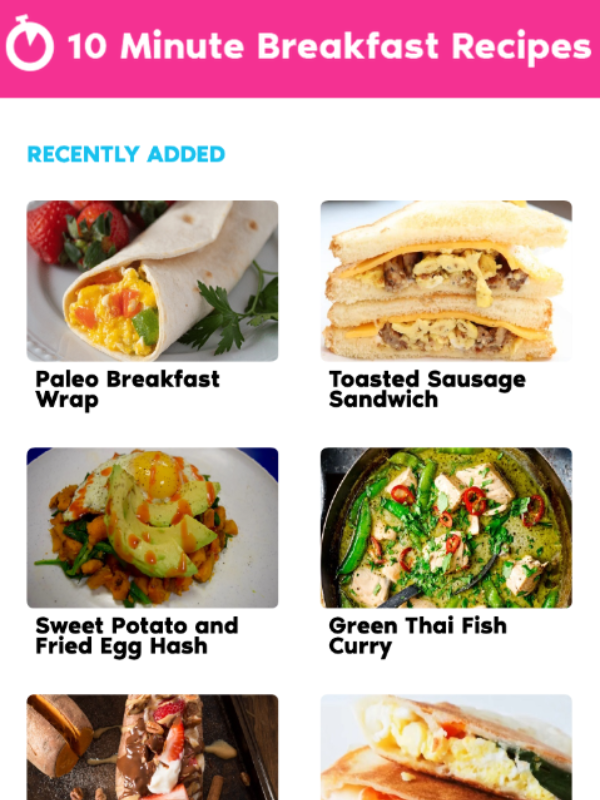 10 Minute Breakfast Recipes
RECENTLY ADDED
Paleo Breakfast
Wrap
Toasted Sausage
Sandwich
Sweet Potato and
Fried Egg Hash
Green Thai Fish
Curry